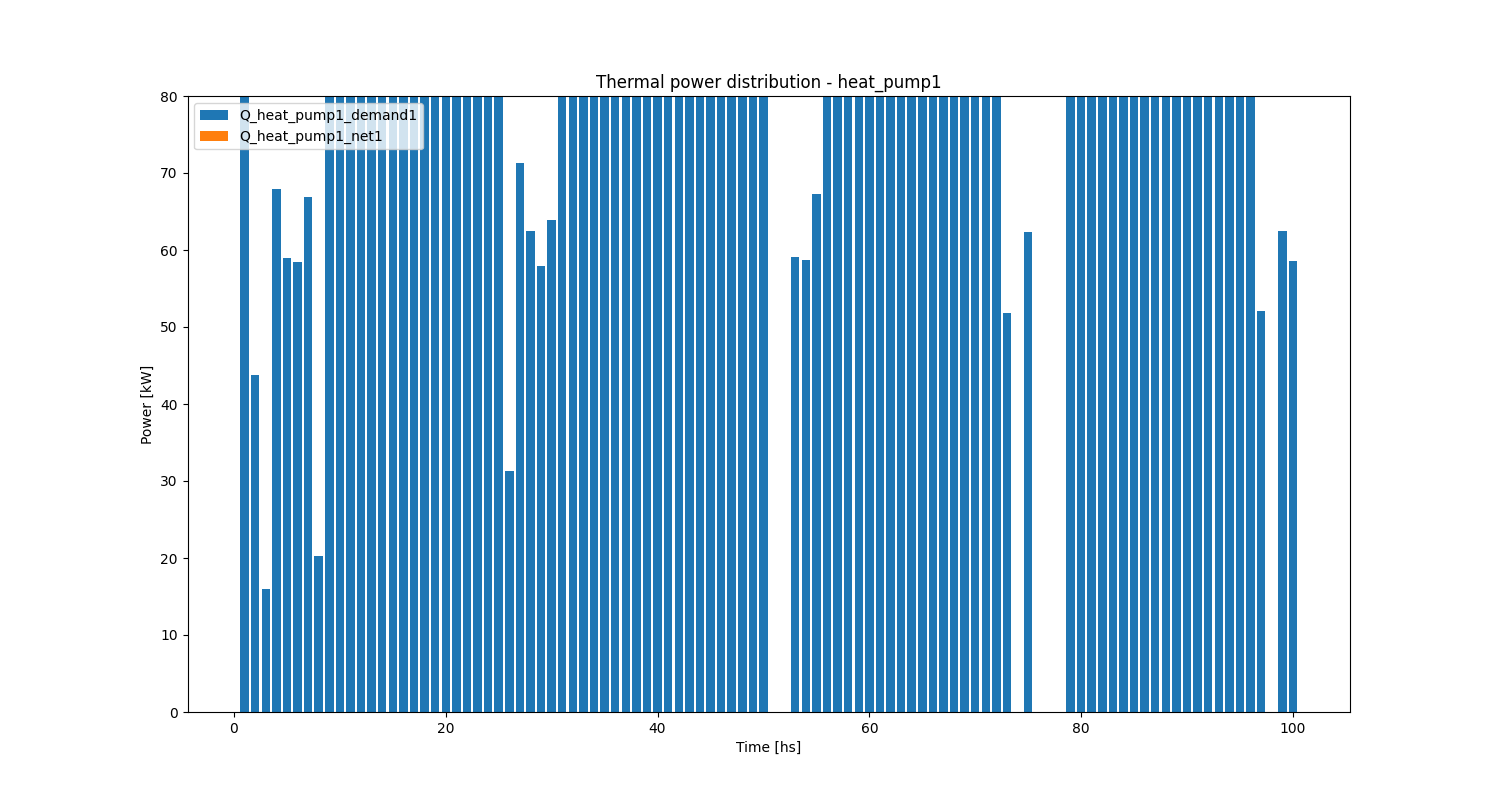 Thermal power distribution - heat_pump1
Q_heat_pump1_demand1
Q_heat_pump1_net1
80
70
60
50
40
30
20
10
0
Power [kW]
0 20 40 60 80 100
Time [hs]